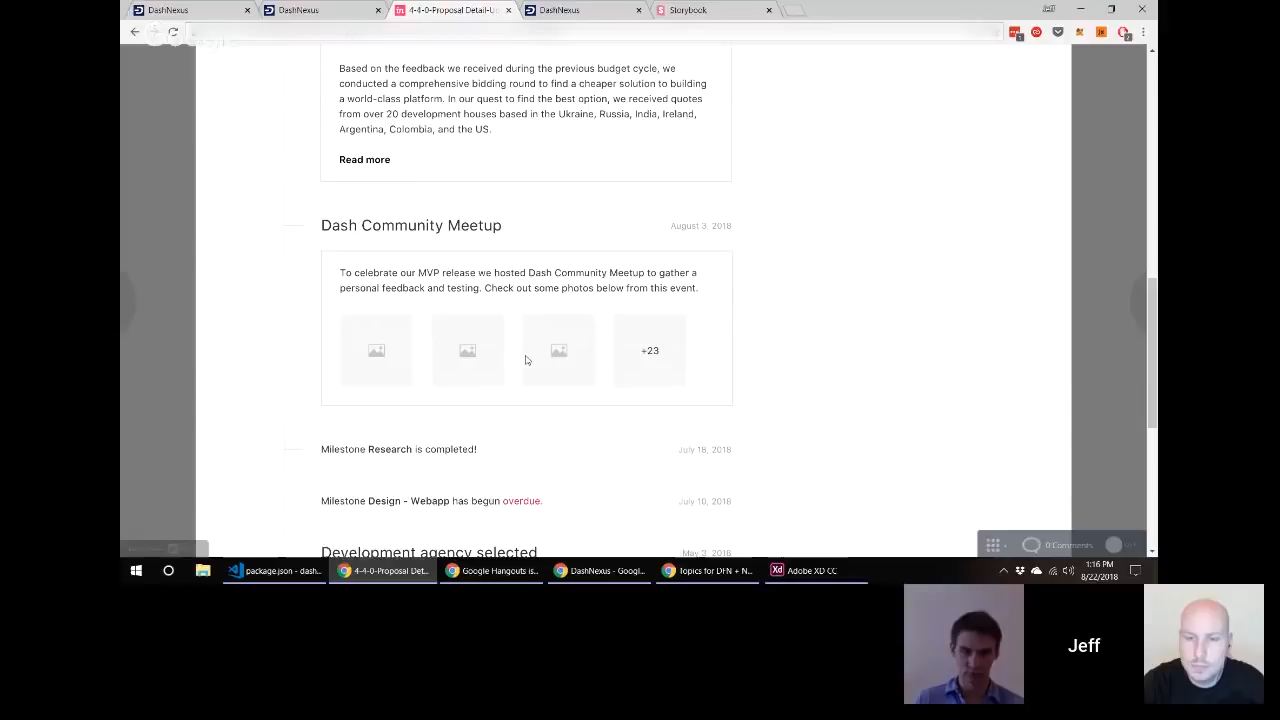 DashNexus
DashNexus
4-4-0-Proposal Detail-U
DashNexus
Storybook
Jeff
Based on the feedback we received during the previous budget cycle, we
conducted a comprehensive bidding round to find a cheaper solution to building
a world-class platform. In our quest to find the best option, we received quotes
from over 20 development houses based in the Ukraine, Russia, India, Ireland,
Argentina, Colombia, and the US.
Read more
Dash Community Meetup
August 3, 2018
To celebrate our MVP release we hosted Dash Community Meetup to gather a
personal feedback and testing. Check out some photos below from this event.
+23
Milestone Research is completed!
July 18, 2018
Milestone Design - Webapp has begun overdue.
July 10, 2018
Development agency selected
May 3, 2018
0 Comments
package.json - dash...
4-4-0-Proposal Det...
Google Hangouts is...
DashNexus - Googl...
Topics for DFN + N...
Xd Adobe XD CC
1:16 PM
8/22/2018
Jeff